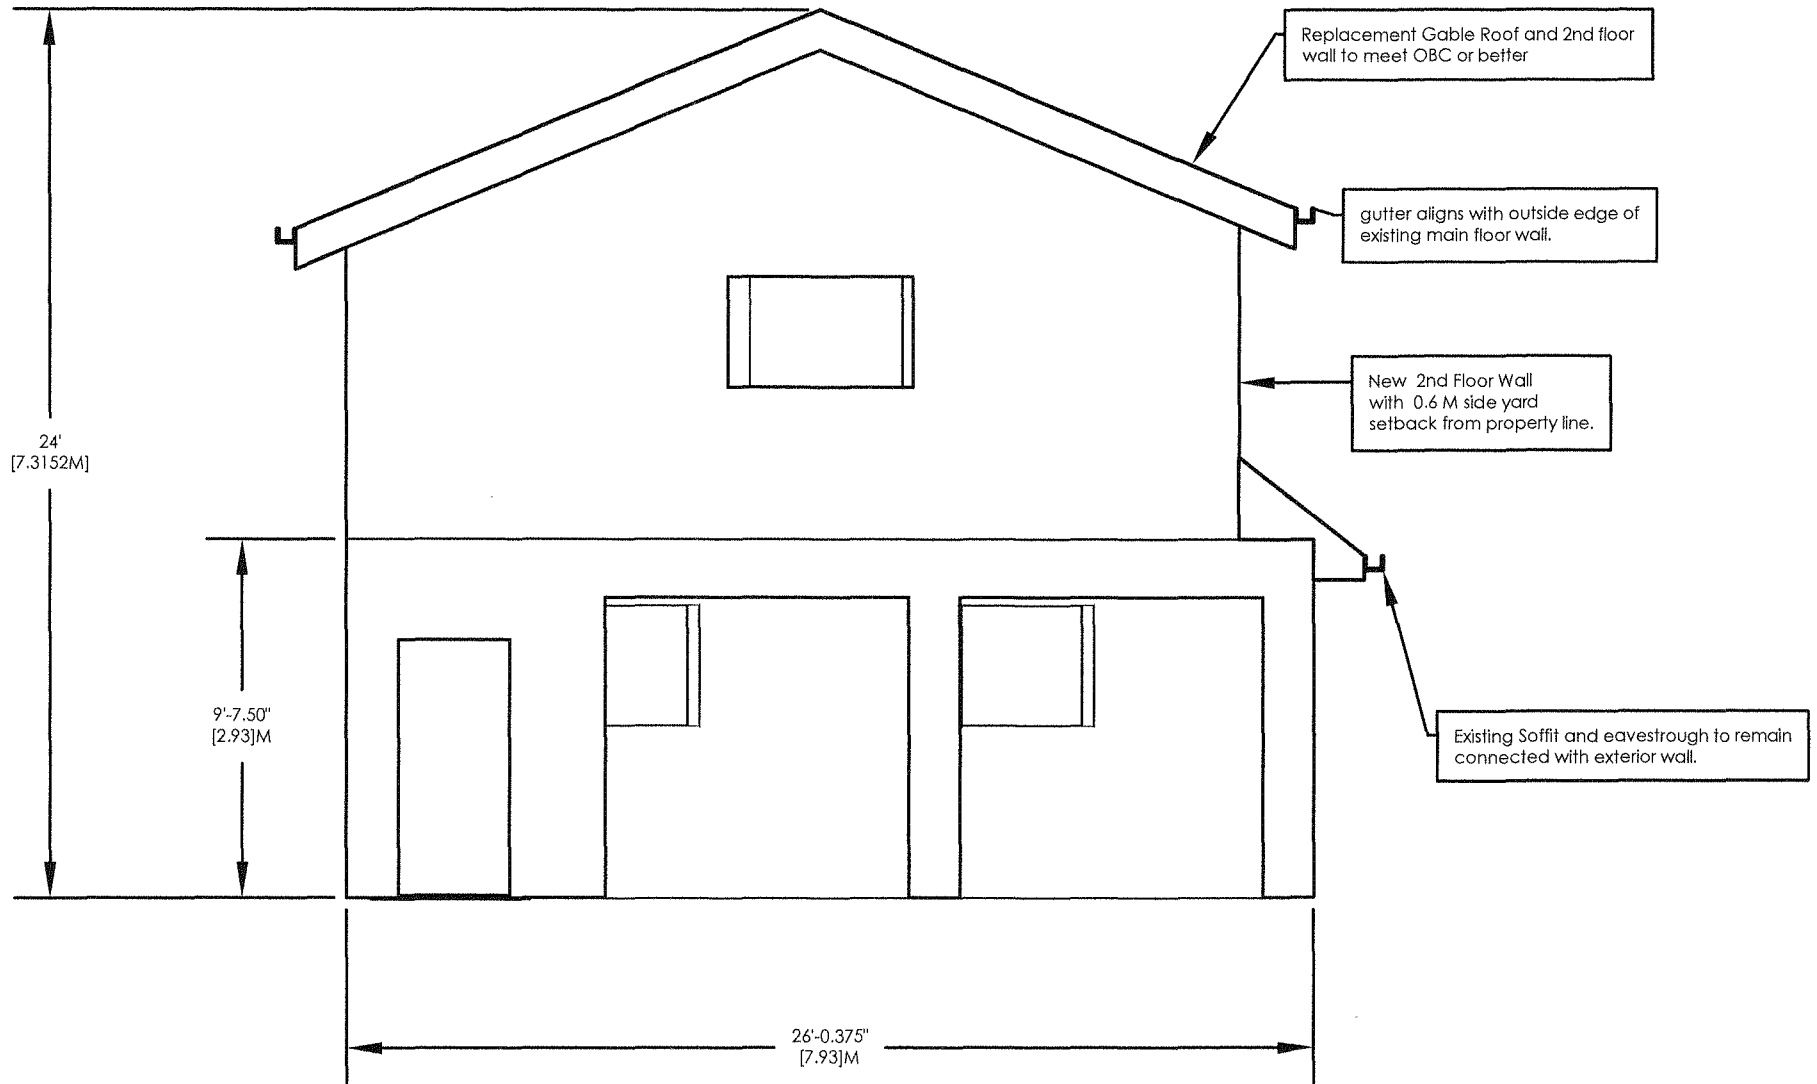 Replacement Gable Roof and 2nd floor
wall to meet OBC or better
gutter aligns with outside edge of
existing main floor wall.
New 2nd Floor Wall
with 0.6 M side yard
setback from property line.
24'
[7.3152M]
9'-7.50"
[2.93]M
Existing Soffit and eavestrough to remain
connected with exterior wall.
26'-0.375"
[7.93]M